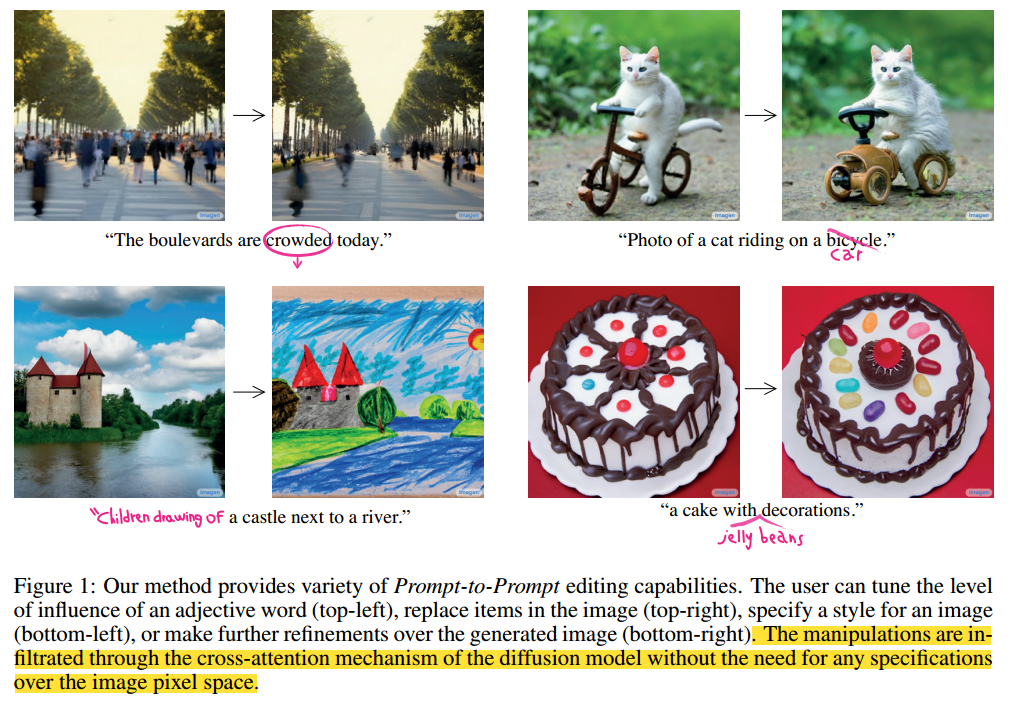 Imagen
Imagen
Imagen
Imagen
"The boulevards are crowded today."
"Photo of a cat riding on a bicycle."
car
Imagen
Imagen
Imagen
Imagen
"Children drawing of a castle next to a river."
"a cake with decorations."
jelly beans
Figure 1: Our method provides variety of Prompt-to-Prompt editing capabilities. The user can tune the level
of influence of an adjective word (top-left), replace items in the image (top-right), specify a style for an image
(bottom-left), or make further refinements over the generated image (bottom-right). The manipulations are in-
filtrated through the cross-attention mechanism of the diffusion model without the need for any specifications
over the image pixel space.